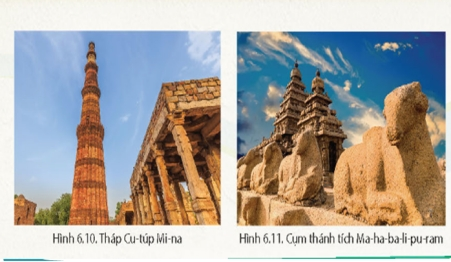 Hình 6.10. Tháp Cu-túp Mi-na
Hình 6.11. Cụm thánh tích Ma-ha-ba-li-pu-ram